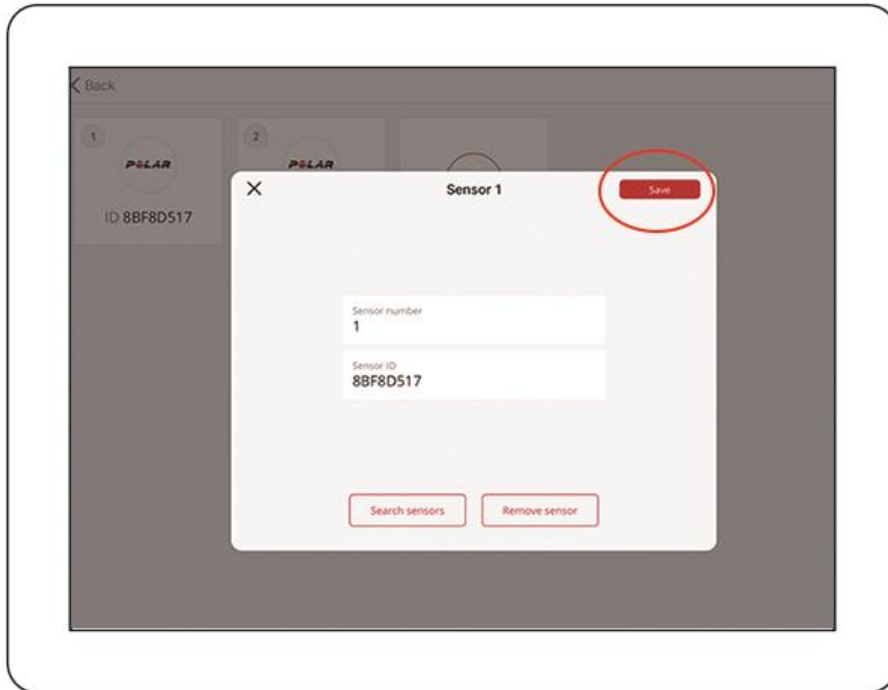 Back
1
POLAR
ID 8BF8D517
2
POLAR
Sensor 1
Save
Sensor number
1
Sensor ID
8BF8D517
Search sensors
Remove sensor